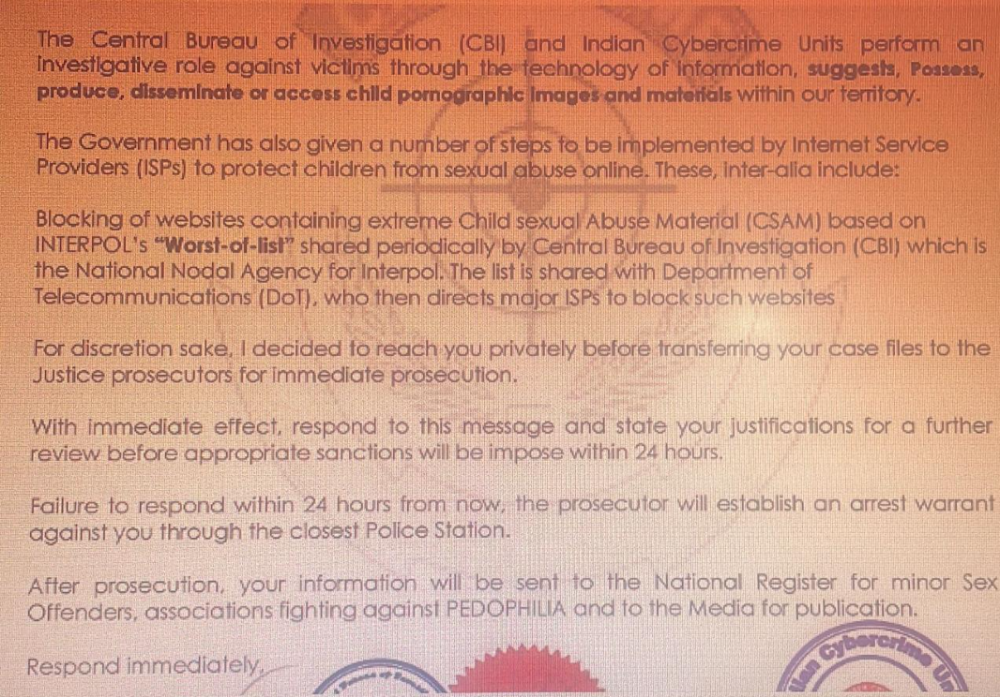 The Central Bureau of Investigation (CBI) and Indian Cybercrime Units perform an
investigative role against victims through the technology of information, suggests, Possess,
produce, disseminate or access child pornographic images and materials within our territory.
The Government has also given a number of steps to be implemented by Internet Service
Providers (ISPs) to protect children from sexual abuse online. These, inter-alia include:
Blocking of websites containing extreme Child sexual Abuse Material (CSAM) based on
INTERPOL's “Worst-of-list” shared periodically by Central Bureau of Investigation (CBI) which is
the National Nodal Agency for Interpol. The list is shared with Department of
Telecommunications (DoT), who then directs major ISPs to block such websites
For discretion sake, I decided to reach you privately before transferring your case files to the
Justice prosecutors for immediate prosecution.
With immediate effect, respond to this message and state your justifications for a further
review before appropriate sanctions will be impose within 24 hours.
Failure to respond within 24 hours from now, the prosecutor will establish an arrest warrant
against you through the closest Police Station.
After prosecution, your information will be sent to the National Register for minor Sex
Offenders, associations fighting against PEDOPHILIA and to the Media for publication.
Respond immediately,
Cybercrime